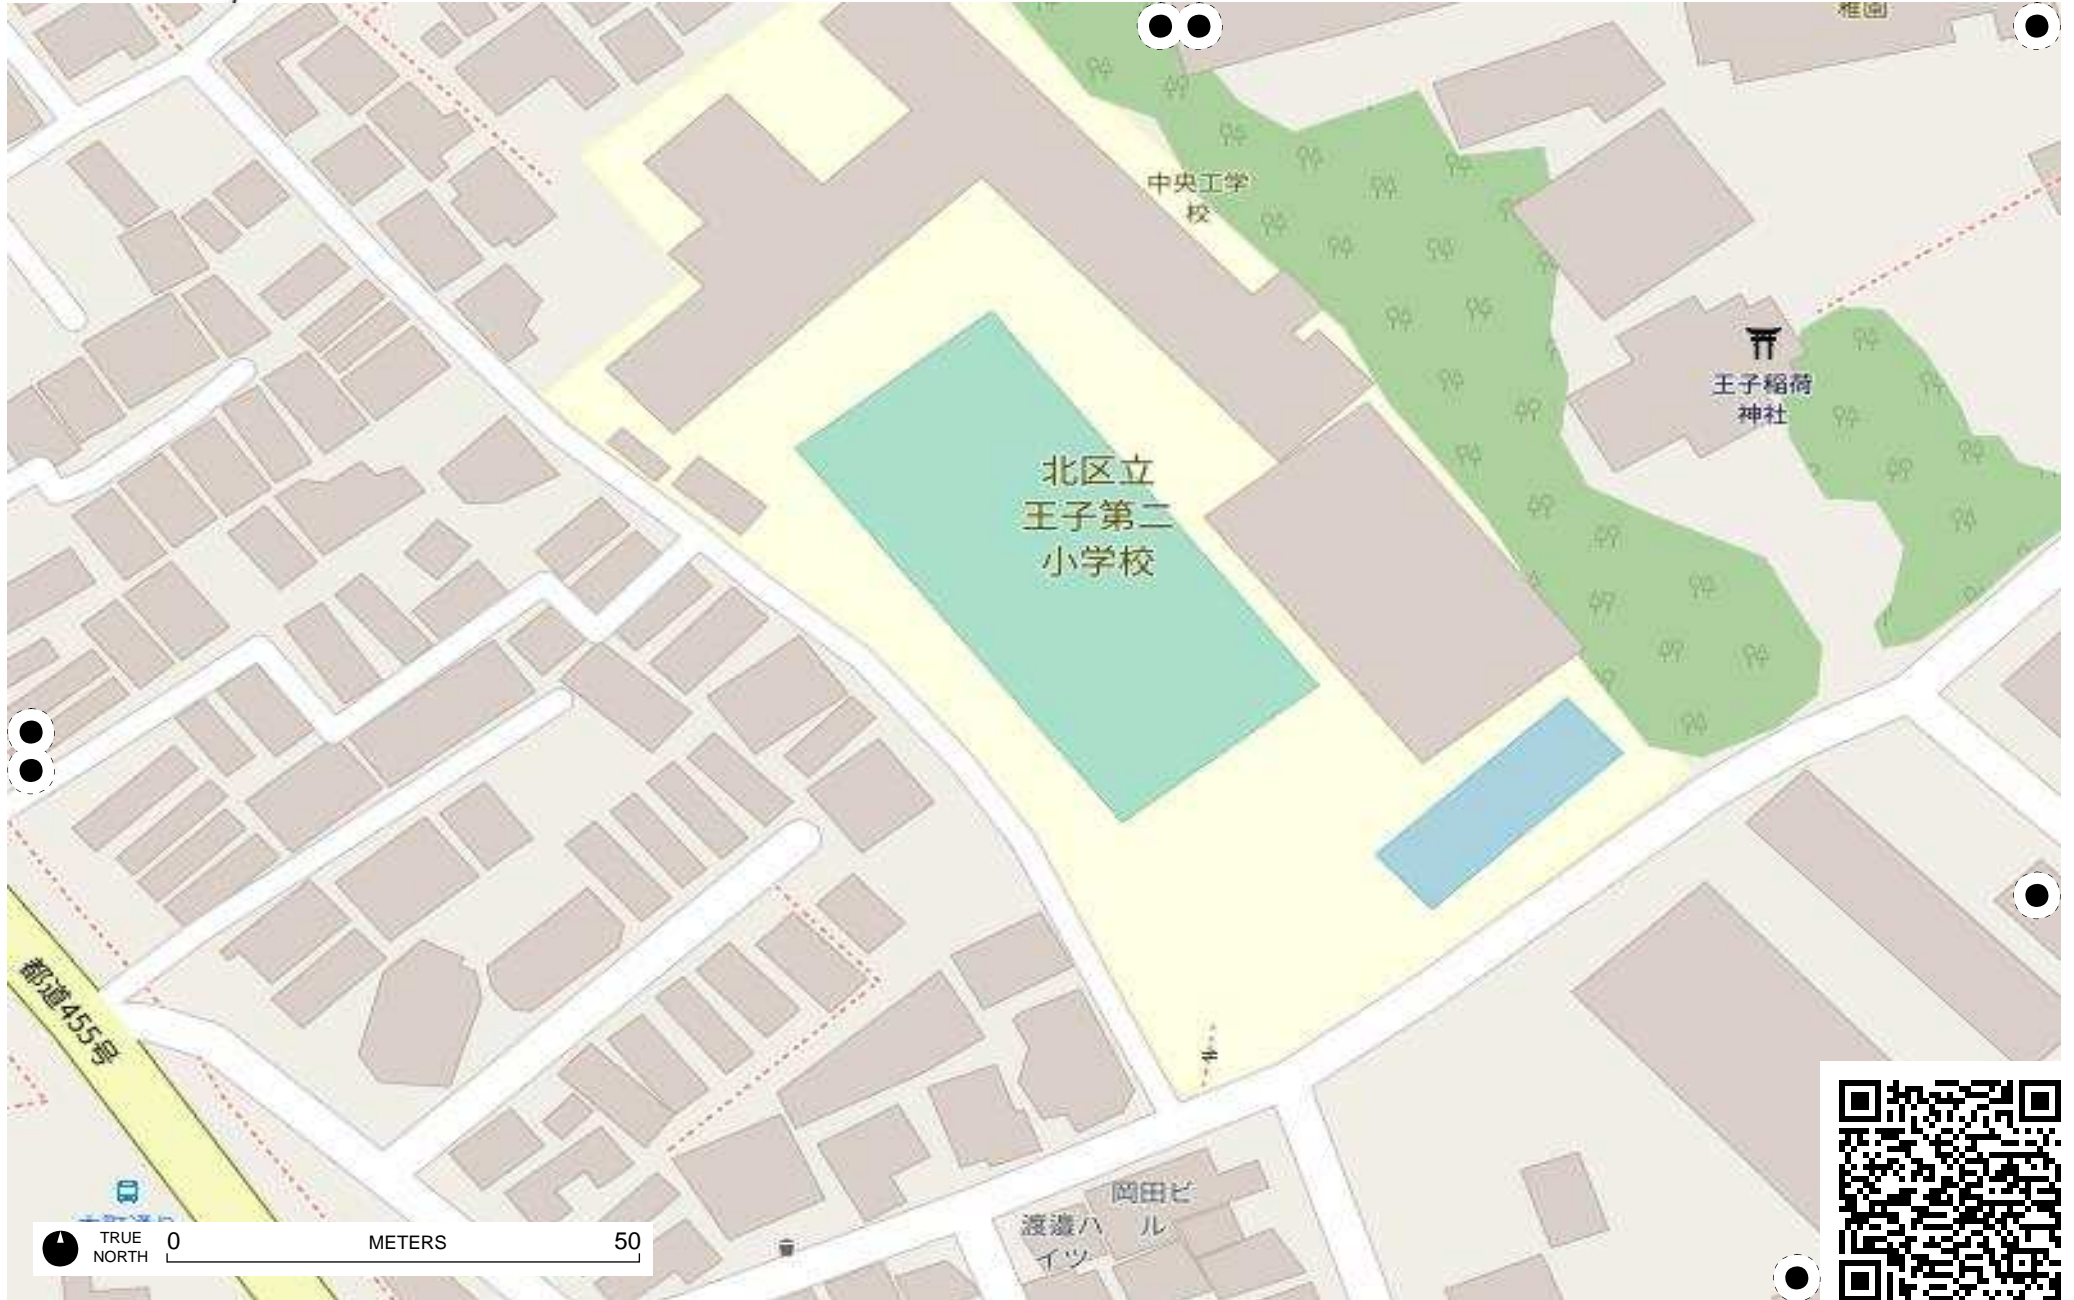 稚園
中央工学
校
王子稲荷
神社
北区立
王子第二
小学校
都道455号
岡田ビ
ル
渡邉ハ
イツ
TRUE
NORTH
0
METERS
50